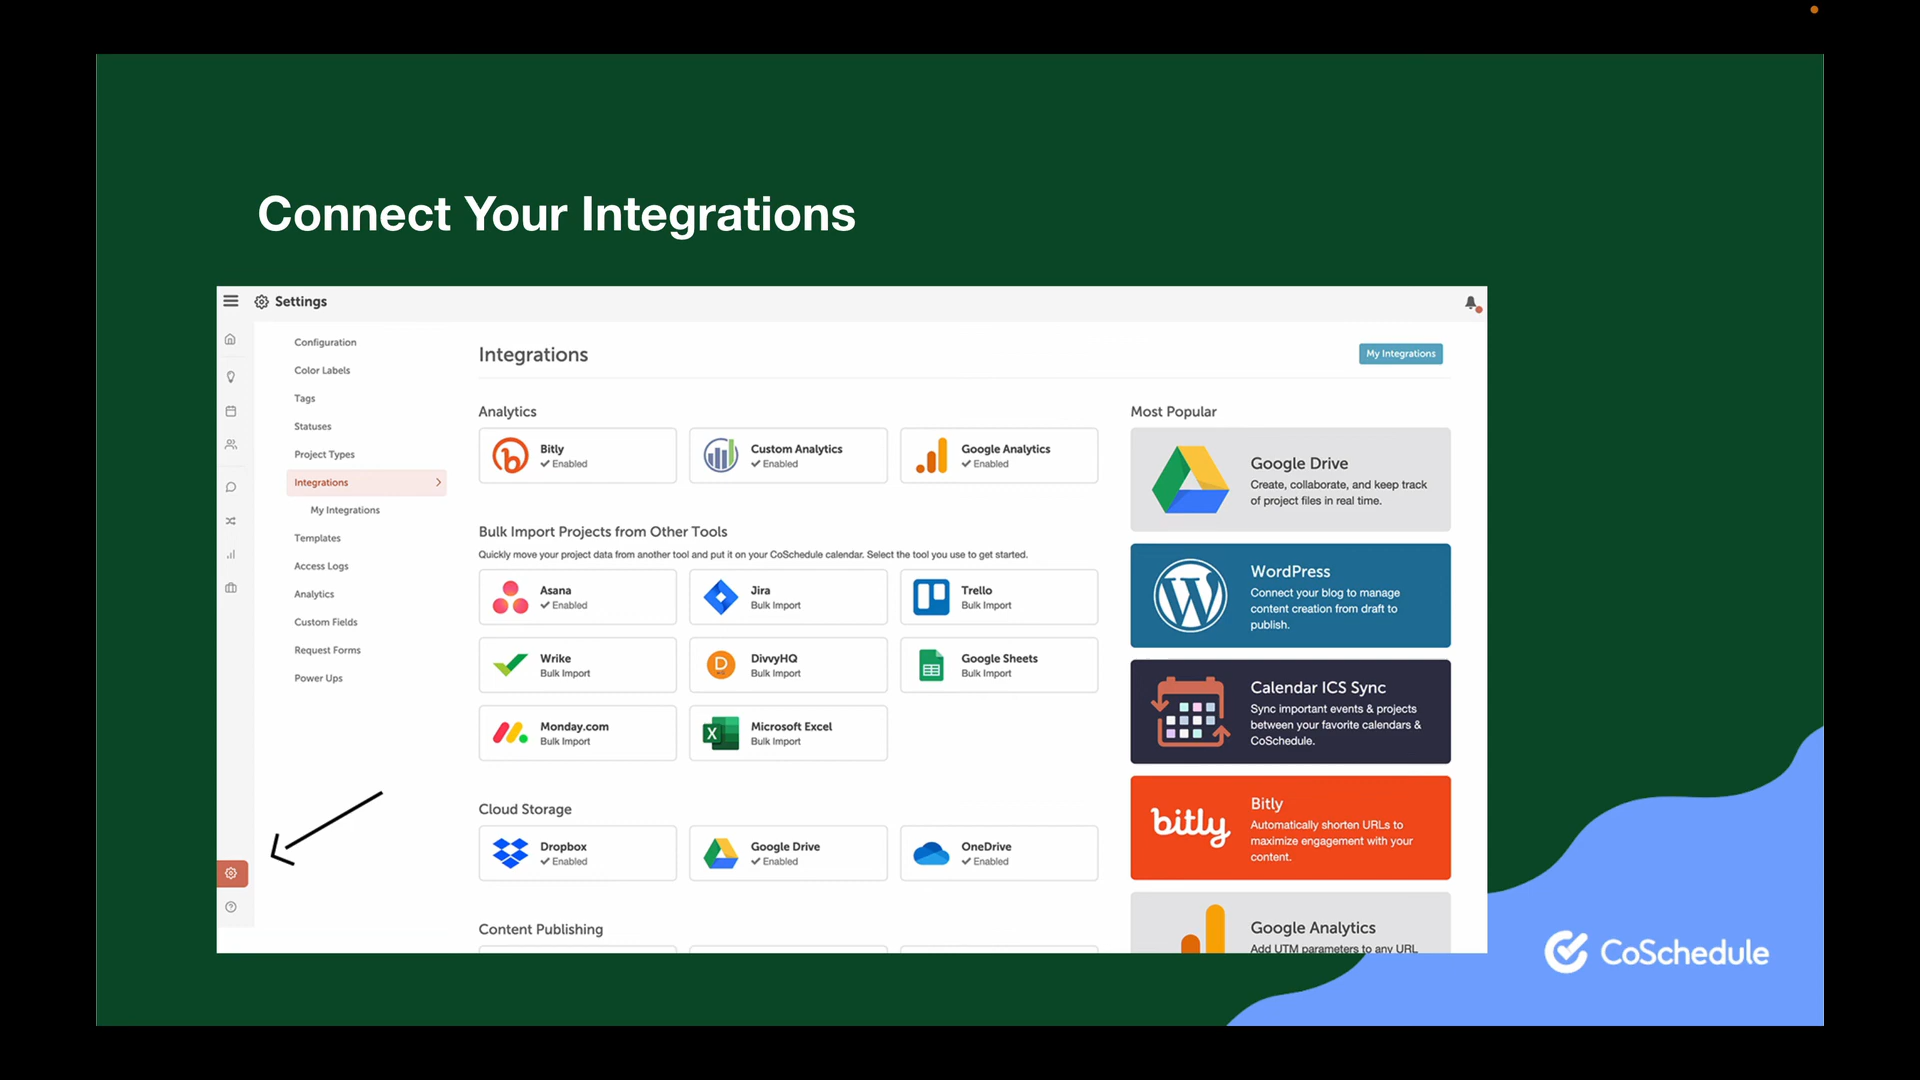 Connect Your Integrations
Settings
Configuration
Color Labels
Tags
Statuses
Project Types
Integrations
My Integrations
Templates
Access Logs
Analytics
Custom Fields
Request Forms
Power Ups
Integrations
My Integrations
Analytics
Bitly
Enabled
Custom Analytics
Enabled
Google Analytics
Enabled
Bulk Import Projects from Other Tools
Quickly move your project data from another tool and put it on your CoSchedule calendar. Select the tool you use to get started.
Asana
Enabled
Jira
Bulk Import
Trello
Bulk Import
Wrike
Bulk Import
DivvyHQ
Bulk Import
Google Sheets
Bulk Import
Monday.com
Bulk Import
Microsoft Excel
Bulk Import
Cloud Storage
Dropbox
Enabled
Google Drive
Enabled
OneDrive
Enabled
Content Publishing
Most Popular
Google Drive
Create, collaborate, and keep track
of project files in real time.
WordPress
Connect your blog to manage
content creation from draft to
publish.
Calendar ICS Sync
Sync important events & projects
between your favorite calendars &
CoSchedule.
bitly
Bitly
Automatically shorten URLs to
maximize engagement with your
content.
Google Analytics
Add UTM parameters to any URL
CoSchedule